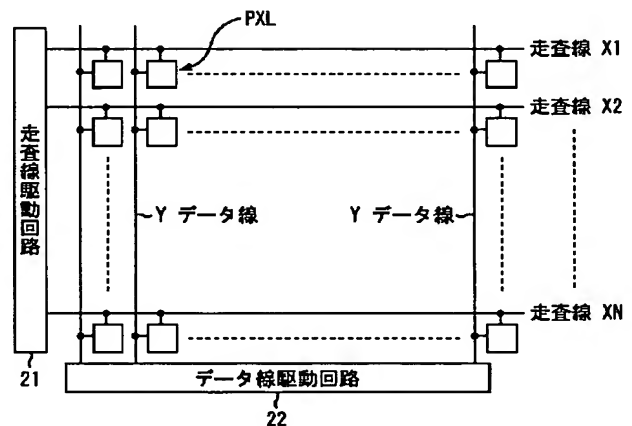 PXL
走査線 X1
走査線 X2
走査線駆動回路
Y データ線
Y データ線
走査線 XN
21
データ線駆動回路
22